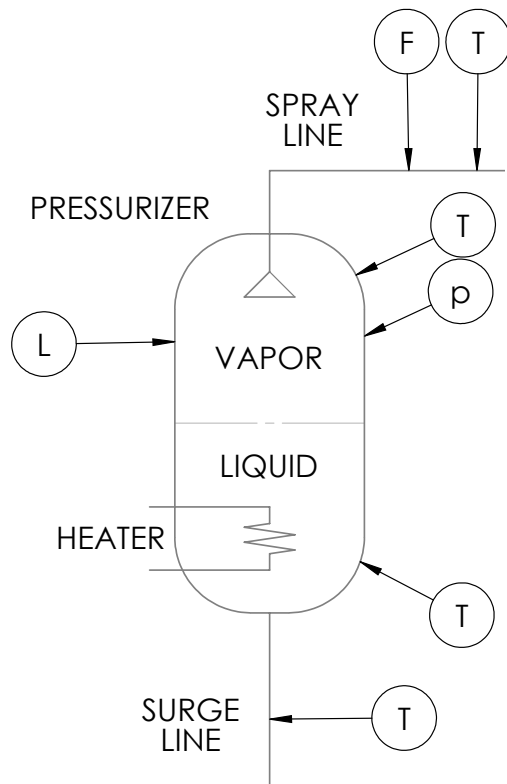 F T
SPRAY
LINE
PRESSURIZER
T
p
L
VAPOR
LIQUID
HEATER
T
SURGE
LINE
T